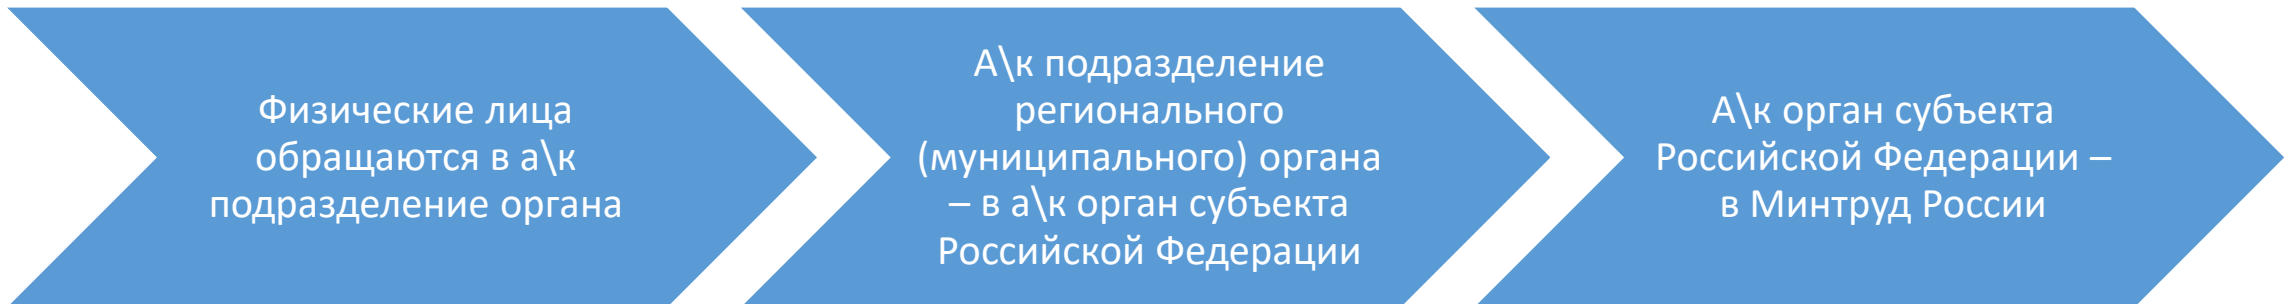 Физические лица
обращаются в а\к
подразделение органа
А\к подразделение
регионального
(муниципального) органа
– в а\к орган субъекта
Российской Федерации
А\к орган субъекта
Российской Федерации –
в Минтруд России